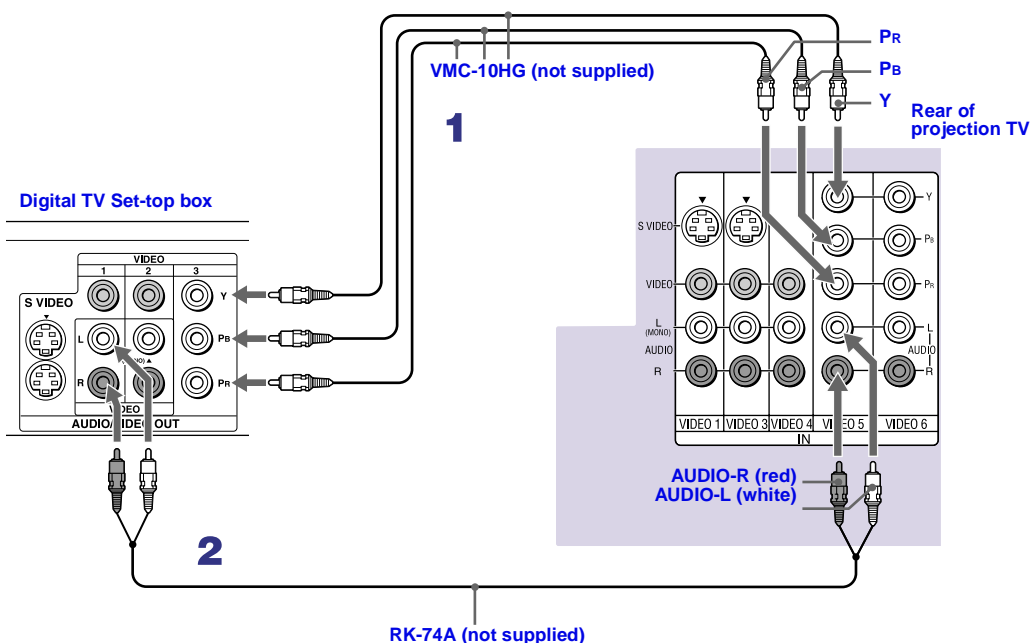 PR
PB
Y
VMC-10HG (not supplied)
1
Rear of
projection TV
Digital TV Set-top box
VIDEO
1 2 3
S VIDEO
Y
L
PB
R
PR
VIDEO
AUDIO/VIDEO OUT
Y
S VIDEO
PB
VIDEO
PR
L
(MONO)
L
AUDIO
AUDIO
R
R
VIDEO 1 VIDEO 3 VIDEO 4 VIDEO 5 VIDEO 6
IN
AUDIO-R (red)
AUDIO-L (white)
2
RK-74A (not supplied)